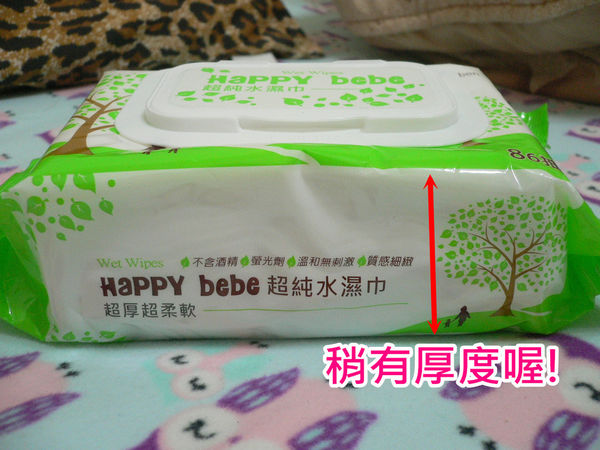 Wet Wipes
HAPPY bebe
超純水濕巾
86抽
Wet Wipes 不含酒精 螢光劑 溫和無刺激 質感細緻
HAPPY bebe 超純水濕巾
超厚超柔軟
稍有厚度喔!